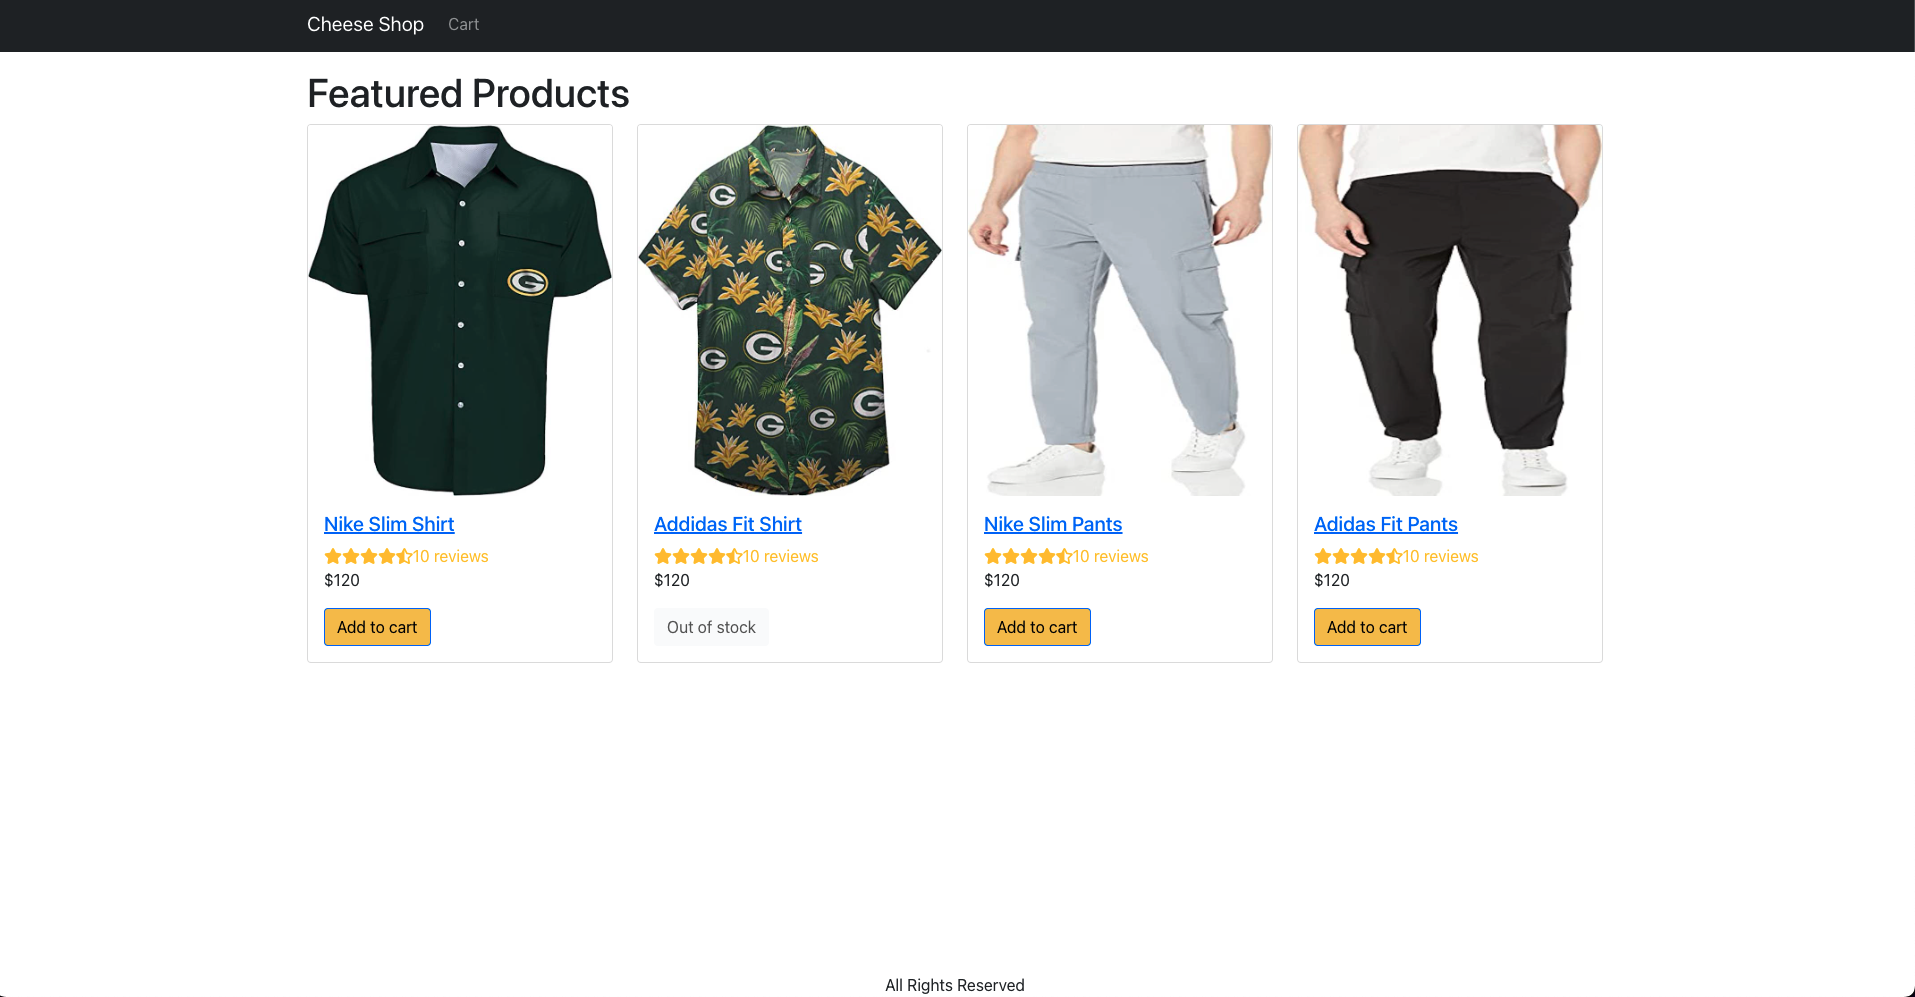 Cheese Shop Cart
Featured Products
Nike Slim Shirt
10 reviews
$120
Add to cart
Addidas Fit Shirt
10 reviews
$120
Out of stock
Nike Slim Pants
10 reviews
$120
Add to cart
Adidas Fit Pants
10 reviews
$120
Add to cart
All Rights Reserved